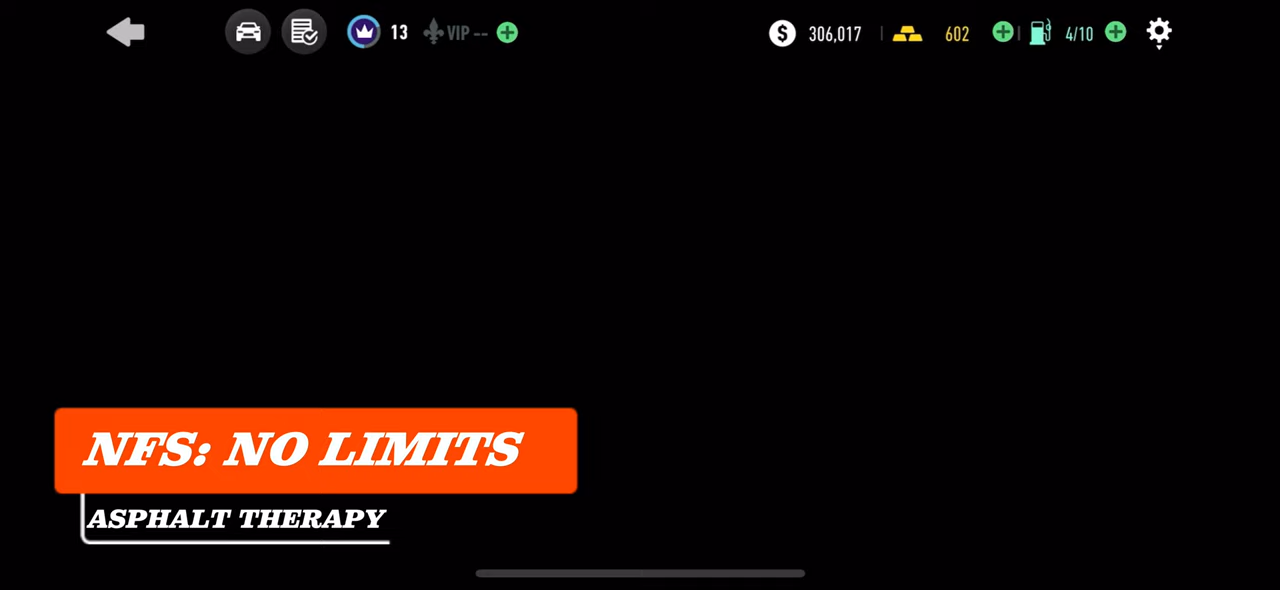 13 VIP -- 306,017 602 4/10
NFS: NO LIMITS
ASPHALT THERAPY